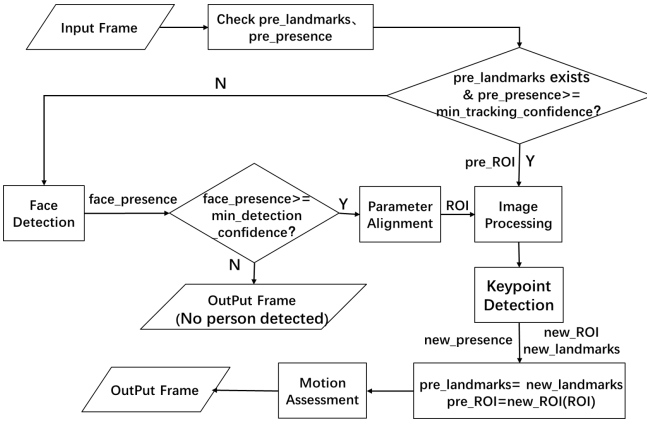 Input Frame
Check pre_landmarks、
pre_presence
pre_landmarks exists
& pre_presence>=
min_tracking_confidence?
N
pre_ROI
Y
Face
Detection
face_presence
face_presence>=
min_detection
_confidence?
Y
Parameter
Alignment
ROI
Image
Processing
N
OutPut Frame
(No person detected)
Keypoint
Detection
new_presence
new_ROI
new_landmarks
pre_landmarks= new_landmarks
pre_ROI=new_ROI(ROI)
Motion
Assessment
OutPut Frame